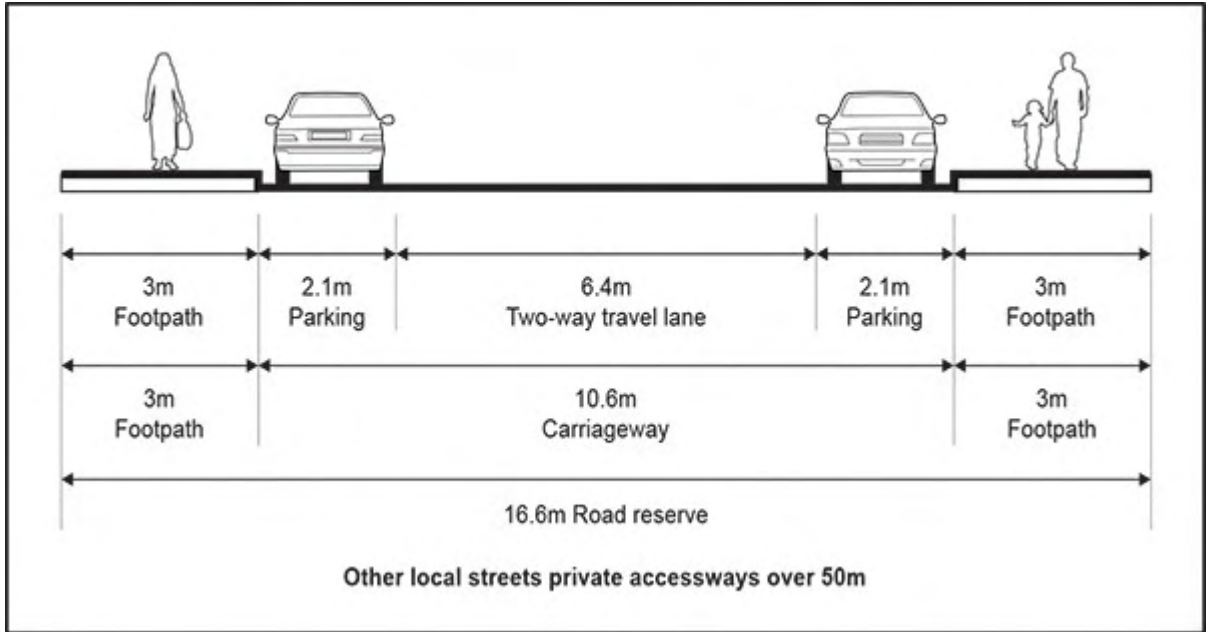 3m
Footpath
2.1m
Parking
6.4m
Two-way travel lane
2.1m
Parking
3m
Footpath
3m
Footpath
10.6m
Carriageway
3m
Footpath
16.6m Road reserve
Other local streets private accessways over 50m